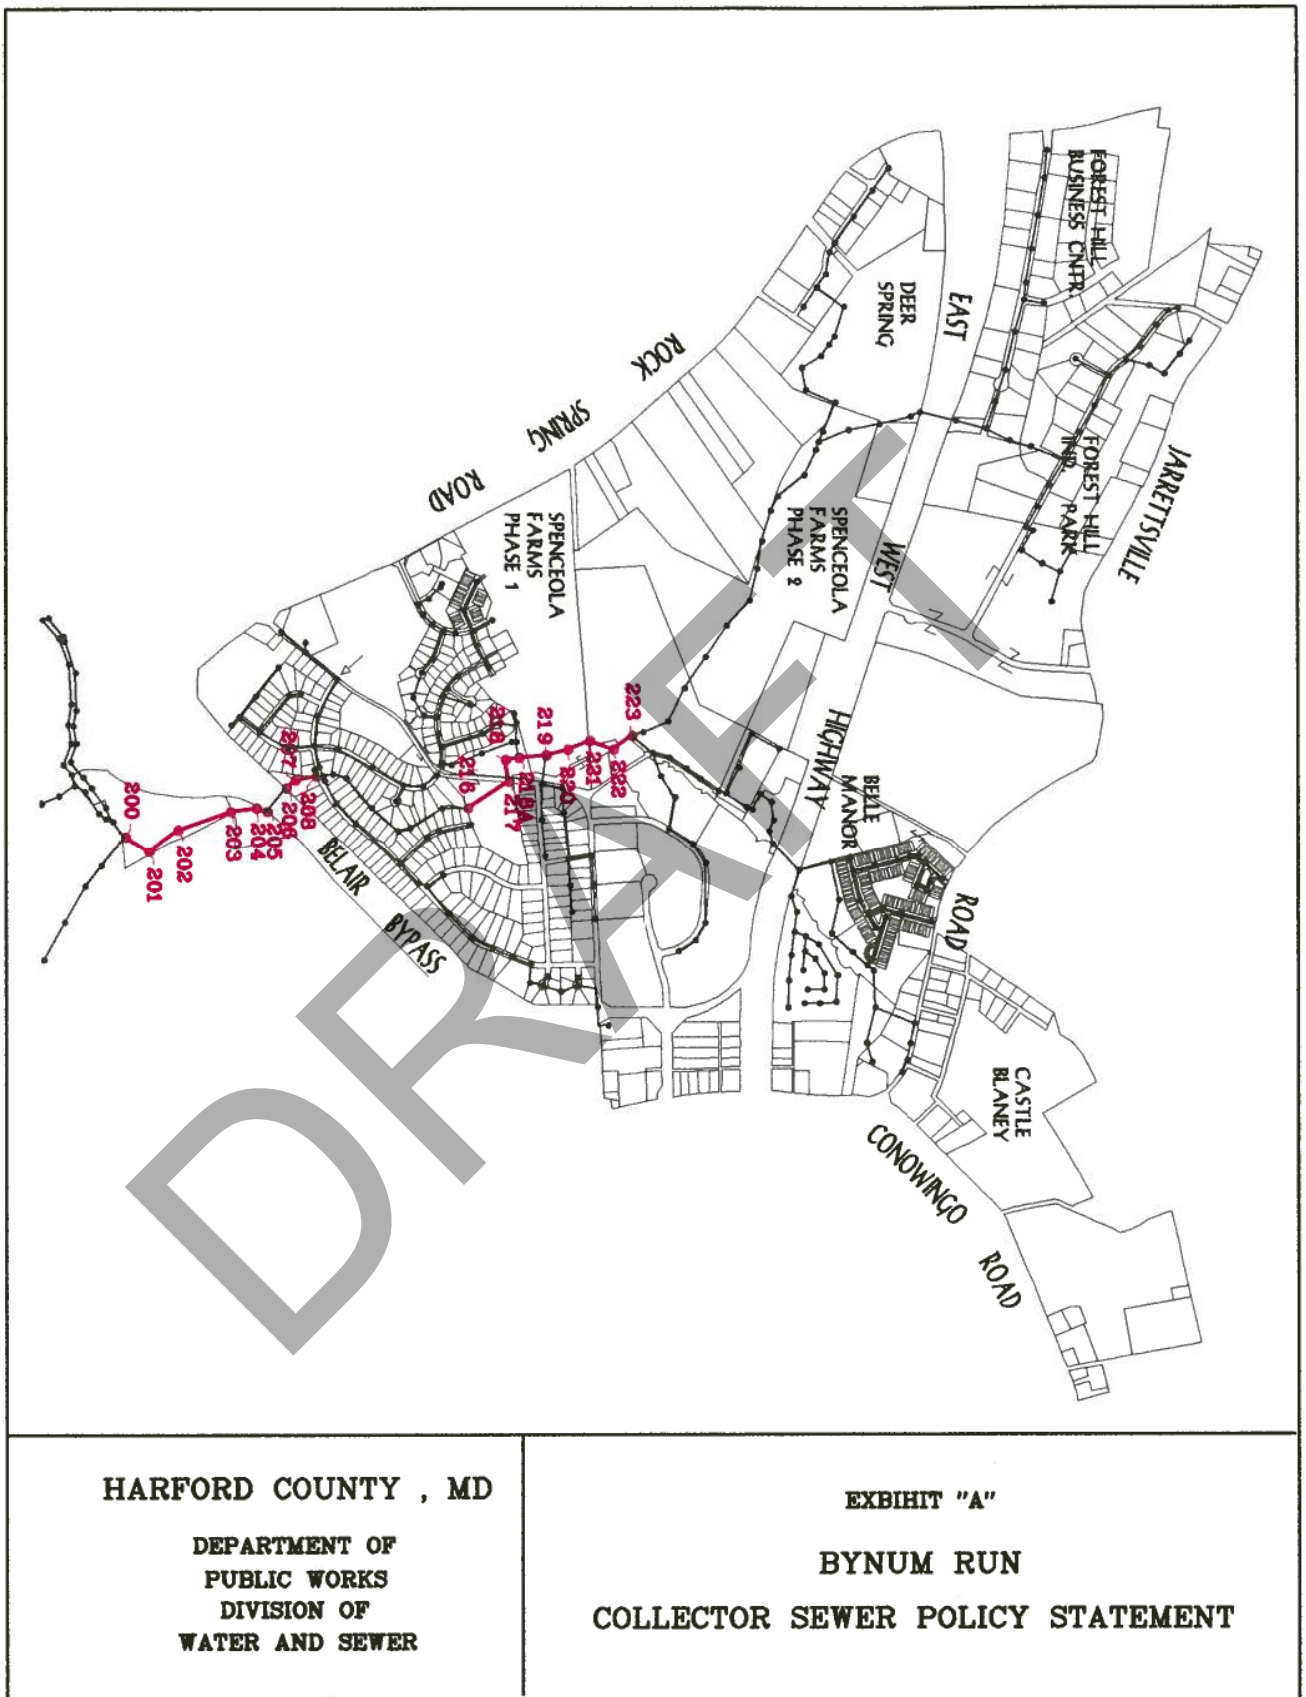 FOREST HILL
BUSINESS CNTR.
DEER
SPRING
EAST
ROCK
SPRING
ROAD
FOREST HILL
IND. PARK
JARRETTSVILLE
SPENCEOLA
FARMS
PHASE 1
SPENCEOLA
FARMS
PHASE 2
WEST
HIGHWAY
BELLE
MANOR
ROAD
CASTLE
BLANEY
CONOWINGO
ROAD
BELAIR
BYPASS
223
222
221
220
219
218A
218
217
216
208
207
206
205
204
203
202
201
200
DRAFT
HARFORD COUNTY , MD
DEPARTMENT OF
PUBLIC WORKS
DIVISION OF
WATER AND SEWER
EXBIHIT "A"
BYNUM RUN
COLLECTOR SEWER POLICY STATEMENT